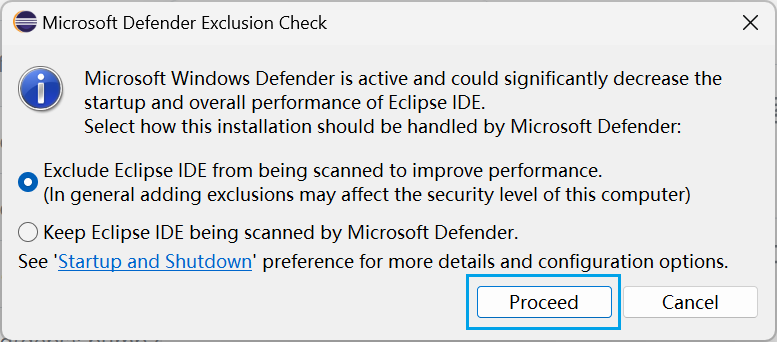 Microsoft Defender Exclusion Check
Microsoft Windows Defender is active and could significantly decrease the
startup and overall performance of Eclipse IDE.
Select how this installation should be handled by Microsoft Defender:
Exclude Eclipse IDE from being scanned to improve performance.
(In general adding exclusions may affect the security level of this computer)
Keep Eclipse IDE being scanned by Microsoft Defender.
See 'Startup and Shutdown' preference for more details and configuration options.
Proceed
Cancel